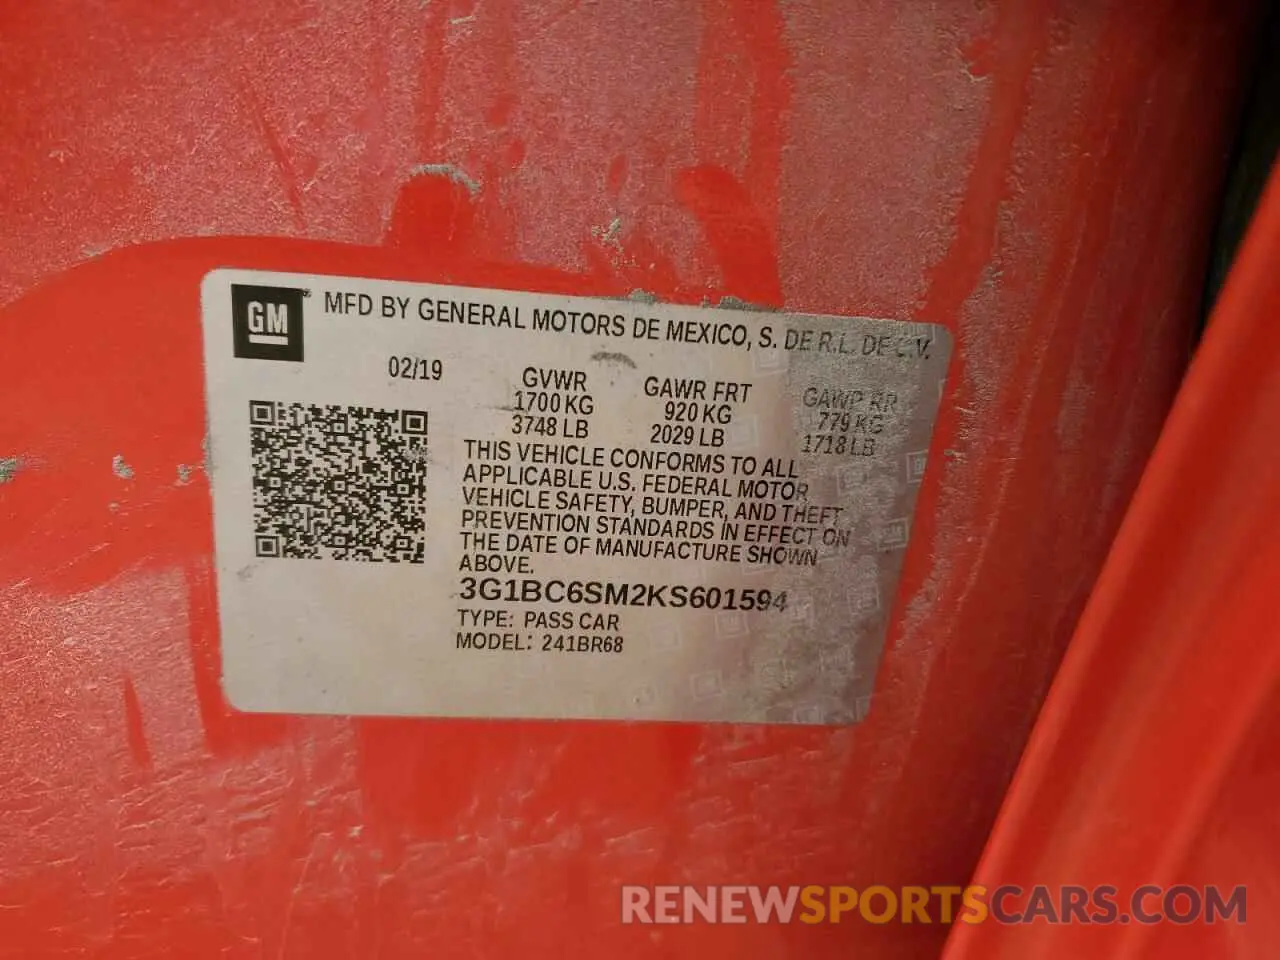 GM ® MFD BY GENERAL MOTORS DE MEXICO, S. DE R.L. DE C.V.
02/19 GVWR GAWR FRT GAWR RR
1700 KG 920 KG 779 KG
3748 LB 2029 LB 1718 LB
THIS VEHICLE CONFORMS TO ALL
APPLICABLE U.S. FEDERAL MOTOR
VEHICLE SAFETY, BUMPER, AND THEFT
PREVENTION STANDARDS IN EFFECT ON
THE DATE OF MANUFACTURE SHOWN
ABOVE.
3G1BC6SM2KS601594
TYPE: PASS CAR
MODEL: 241BR68
RENEWSPORTSCARS.COM